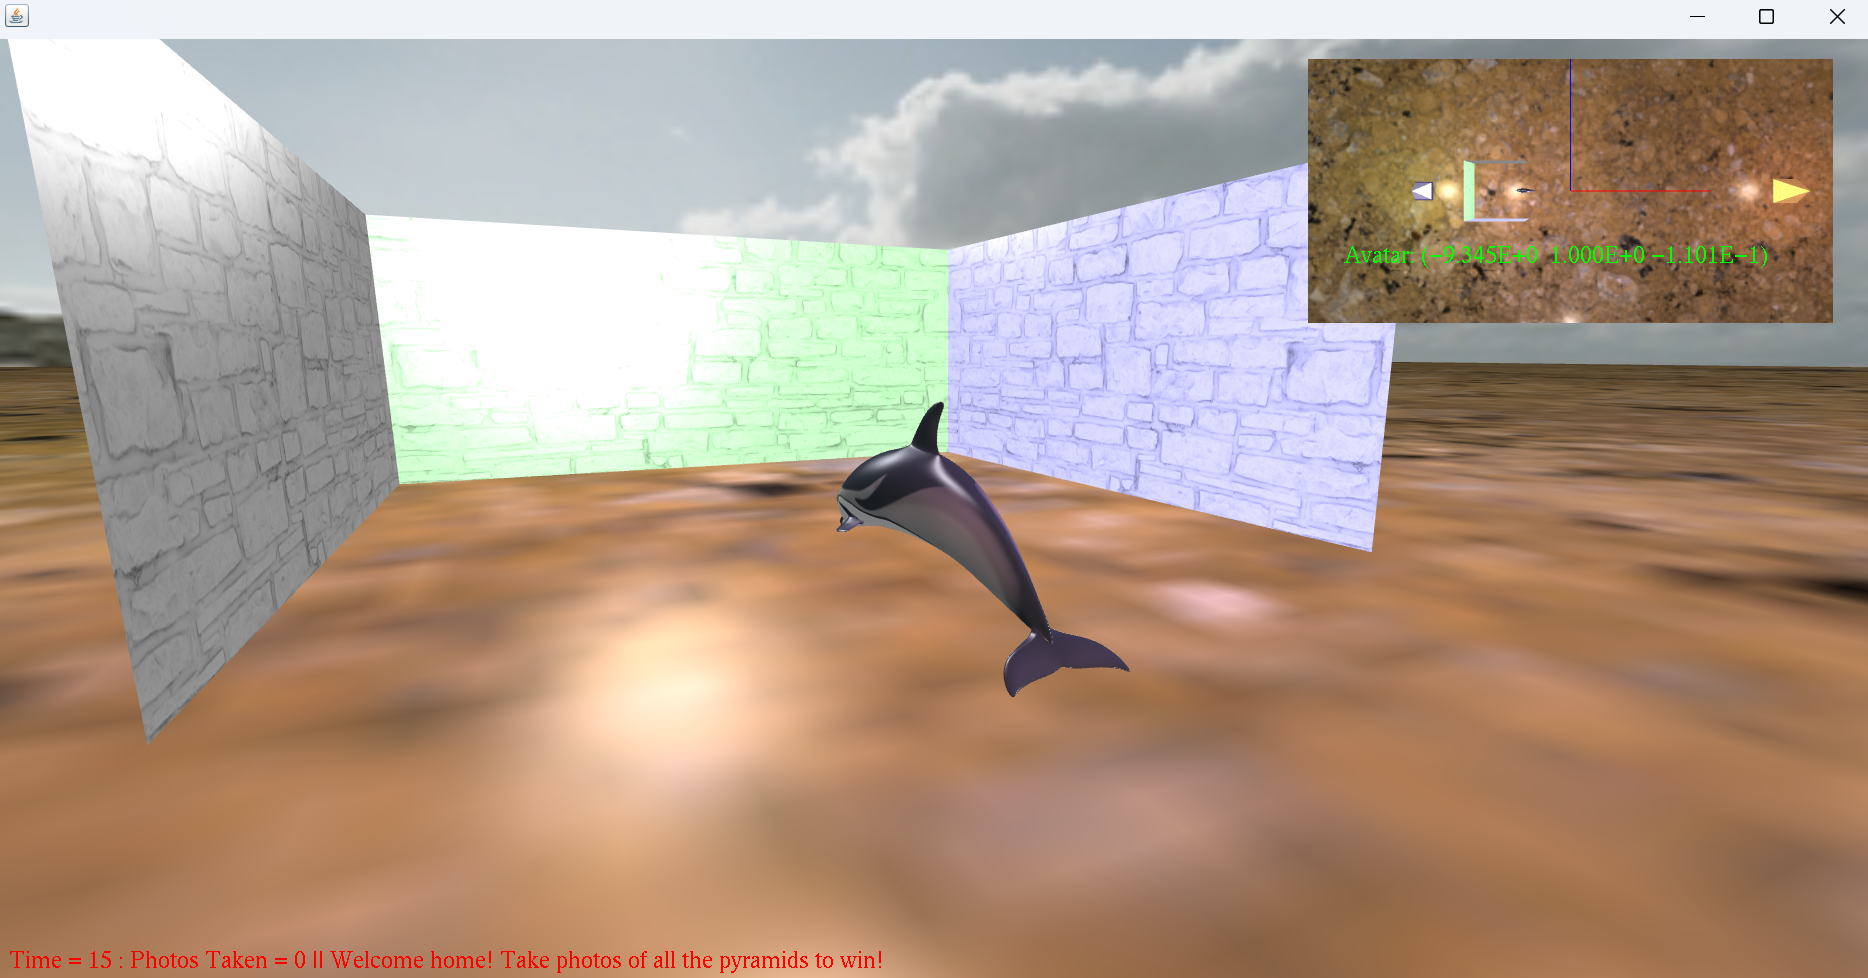 Avatar: (−9.345E+0 1.000E+0 −1.101E−1)
Time = 15 : Photos Taken = 0 || Welcome home! Take photos of all the pyramids to win!